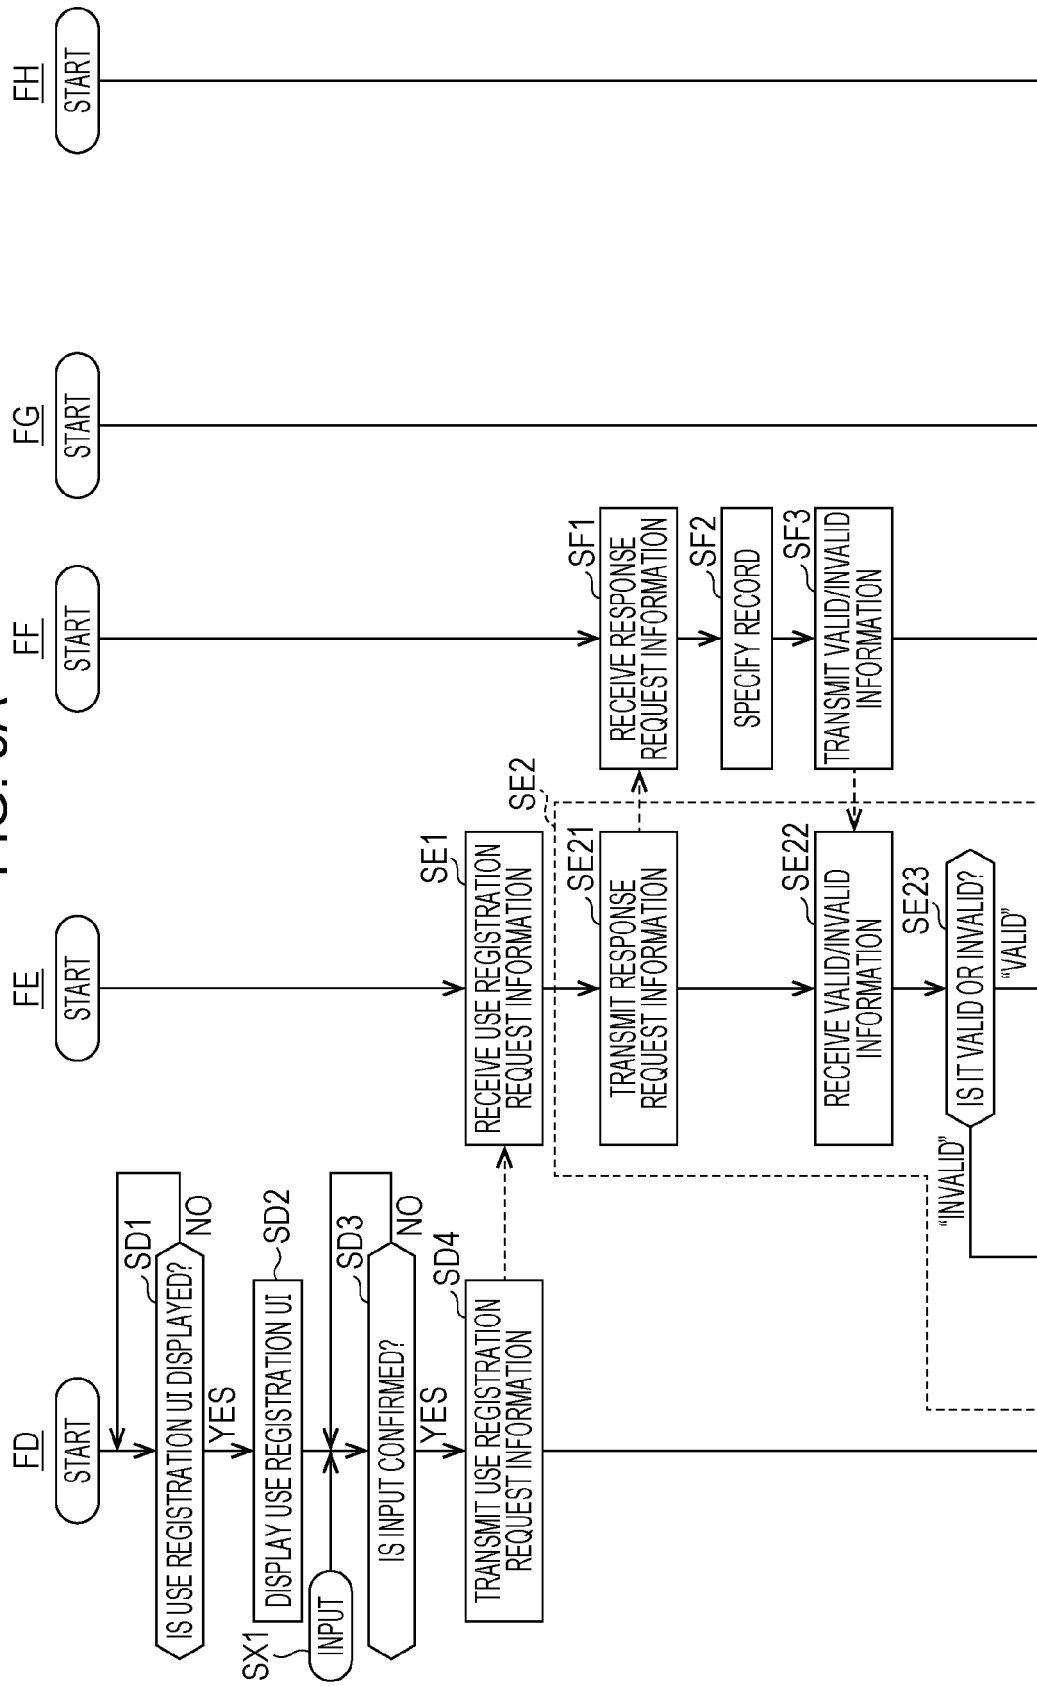 FD
START
SD1
IS USE REGISTRATION UI DISPLAYED?
NO
YES
SD2
DISPLAY USE REGISTRATION UI
SX1
INPUT
SD3
IS INPUT CONFIRMED?
NO
YES
SD4
TRANSMIT USE REGISTRATION
REQUEST INFORMATION
FE
START
SE1
RECEIVE USE REGISTRATION
REQUEST INFORMATION
SE2
SE21
TRANSMIT RESPONSE
REQUEST INFORMATION
SE22
RECEIVE VALID/INVALID
INFORMATION
SE23
IS IT VALID OR INVALID?
“INVALID”
“VALID”
FF
START
SF1
RECEIVE RESPONSE
REQUEST INFORMATION
SF2
SPECIFY RECORD
SF3
TRANSMIT VALID/INVALID
INFORMATION
FG
START
FH
START